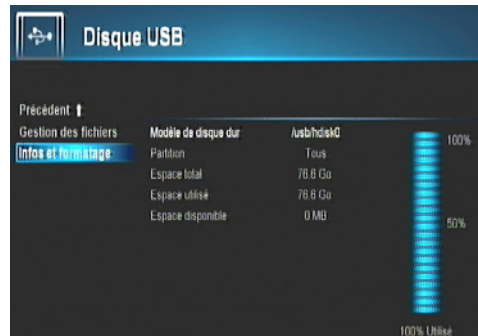 Disque USB
Précédent
Gestion des fichiers
Infos et formatage
Modèle de disque dur /usb/hdisk0
Partition Tous
Espace total 76.6 Go
Espace utilisé 76.6 Go
Espace disponible 0 MB
100%
50%
100% Utilisé